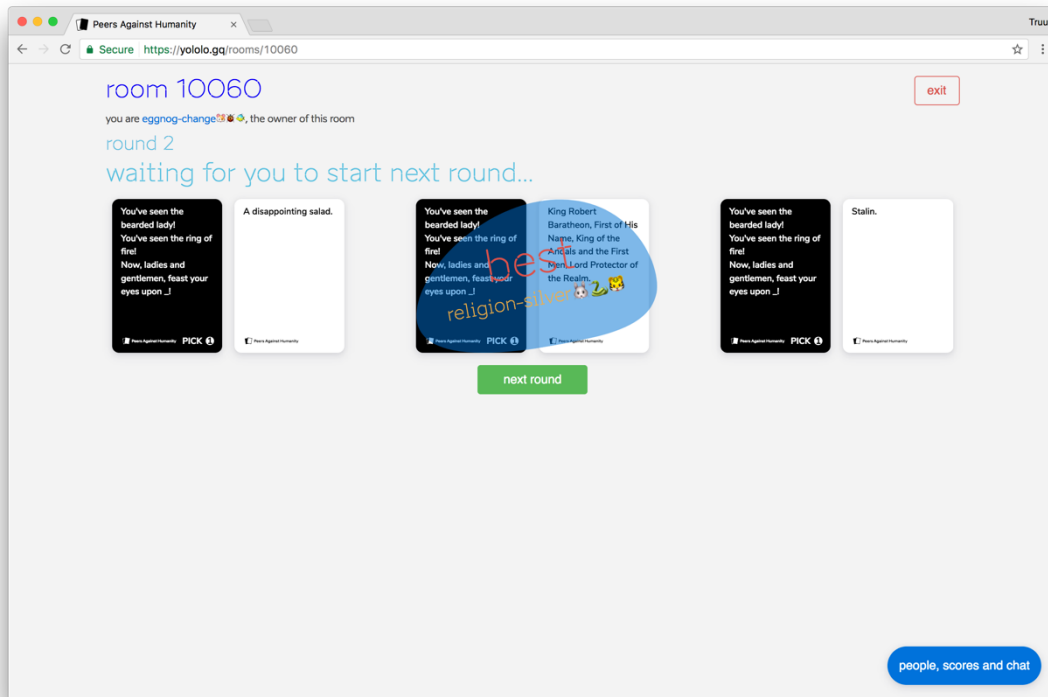 Peers Against Humanity
Truu
Secure https://yololo.gq/rooms/10060
room 10060
exit
you are eggnog-change🐹🐞🐠, the owner of this room
round 2
waiting for you to start next round...
You've seen the
bearded lady!
You've seen the ring of
fire!
Now, ladies and
gentlemen, feast your
eyes upon _!
Peers Against Humanity PICK 1
A disappointing salad.
Peers Against Humanity
You've seen the
bearded lady!
You've seen the ring of
fire!
Now, ladies and
gentlemen, feast your
eyes upon _!
Peers Against Humanity PICK 1
King Robert
Baratheon, First of His
Name, King of the
Andals and the First
Men, Lord Protector of
the Realm.
Peers Against Humanity
best
religion-silver🐰🐍🐯
You've seen the
bearded lady!
You've seen the ring of
fire!
Now, ladies and
gentlemen, feast your
eyes upon _!
Peers Against Humanity PICK 1
Stalin.
Peers Against Humanity
next round
people, scores and chat